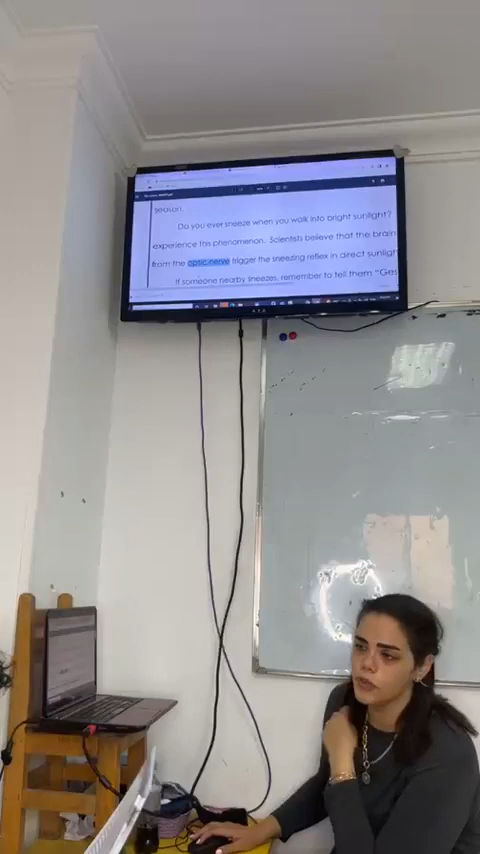 season.
Do you ever sneeze when you walk into bright sunlight?
experience this phenomenon. Scientists believe that the brain
from the optic nerve trigger the sneezing reflex in direct sunligh
If someone nearby sneezes, remember to tell them "Ges